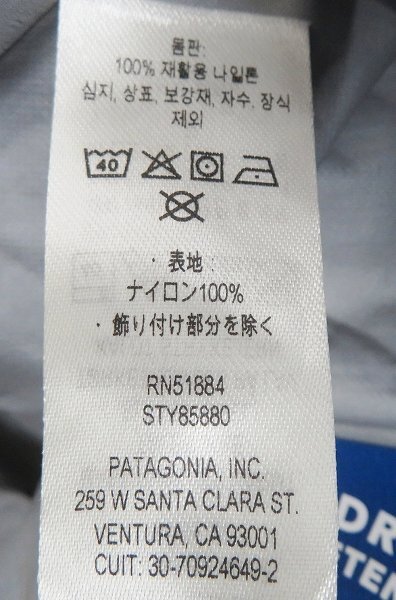 몸판:
100% 재활용 나일론
심지, 상표, 보강재, 자수. 장식
제외
40
・表地:
ナイロン100%
・飾り付け部分を除く
RN51884
STY85880
PATAGONIA, INC.
259 W SANTA CLARA ST.
VENTURA, CA 93001
CUIT: 30-70924649-2